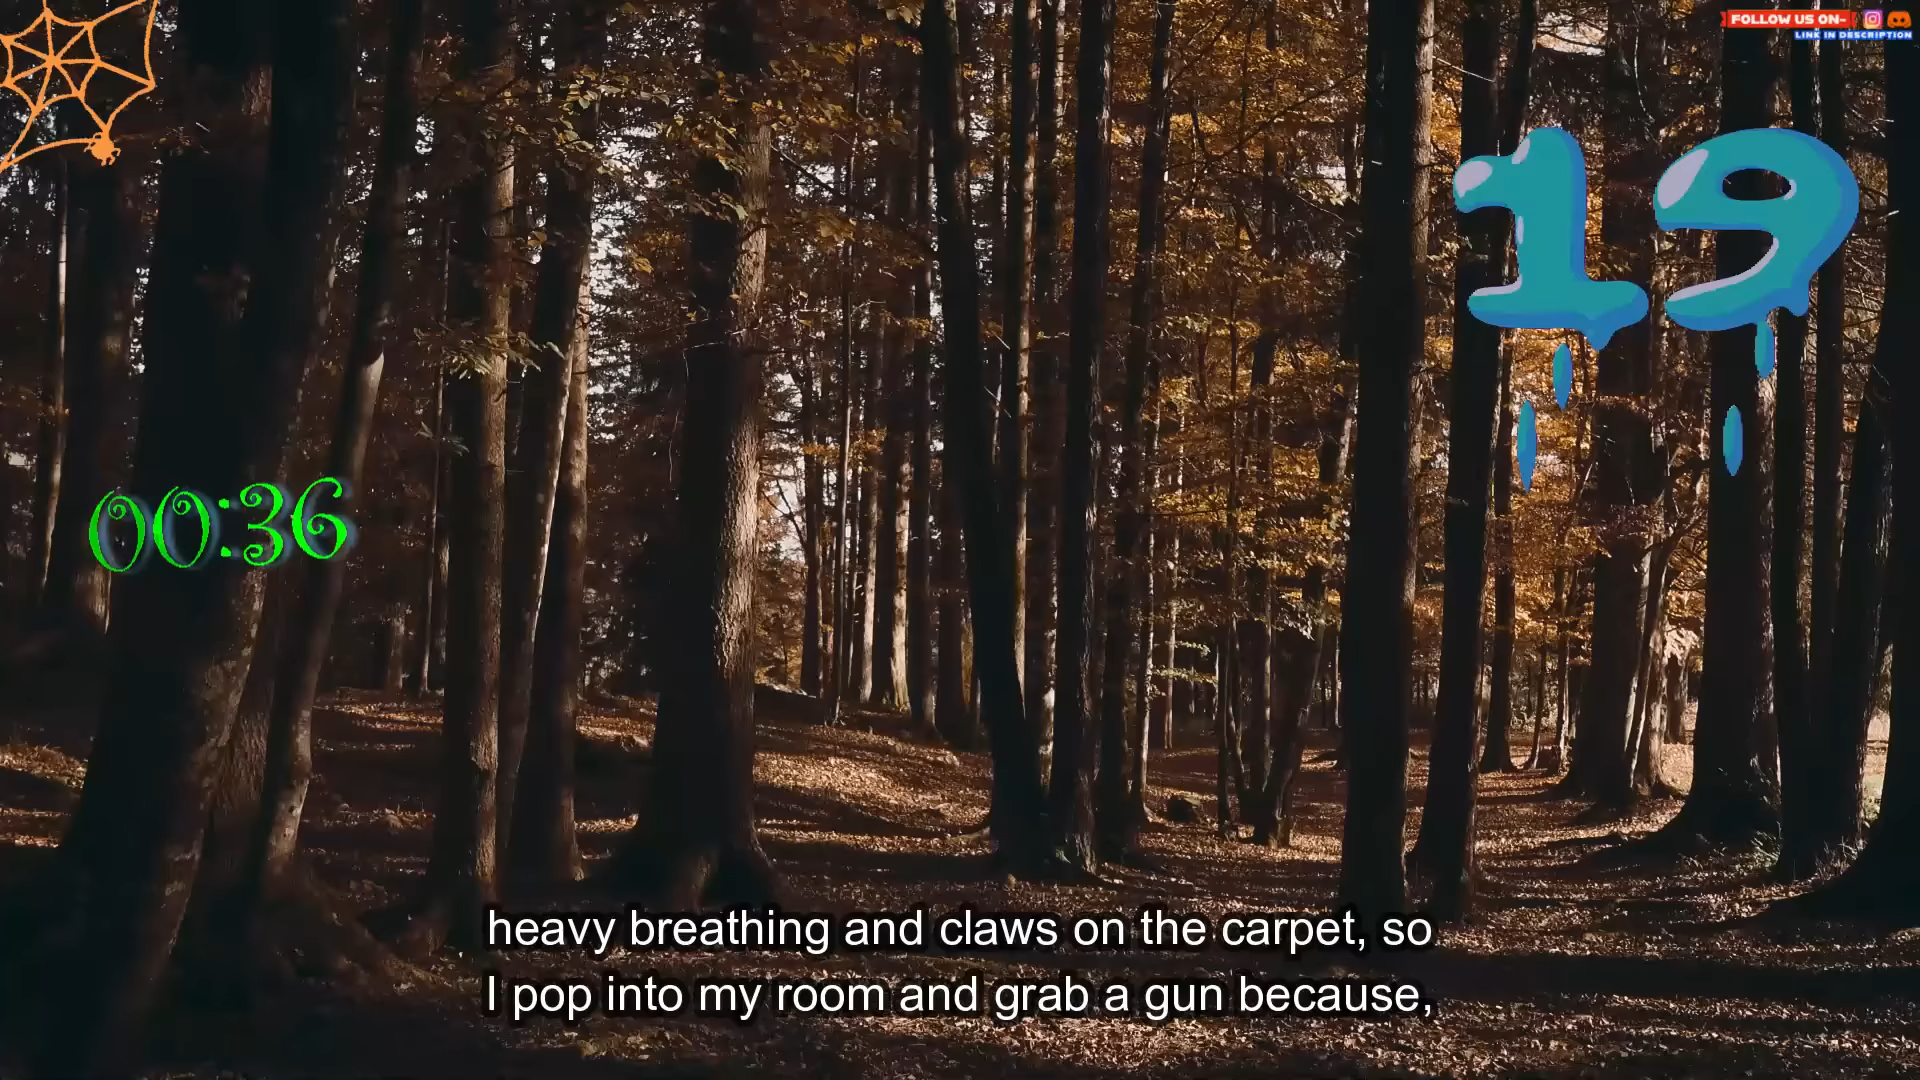 FOLLOW US ON-
LINK IN DESCRIPTION
19
00:36
heavy breathing and claws on the carpet, so
I pop into my room and grab a gun because,